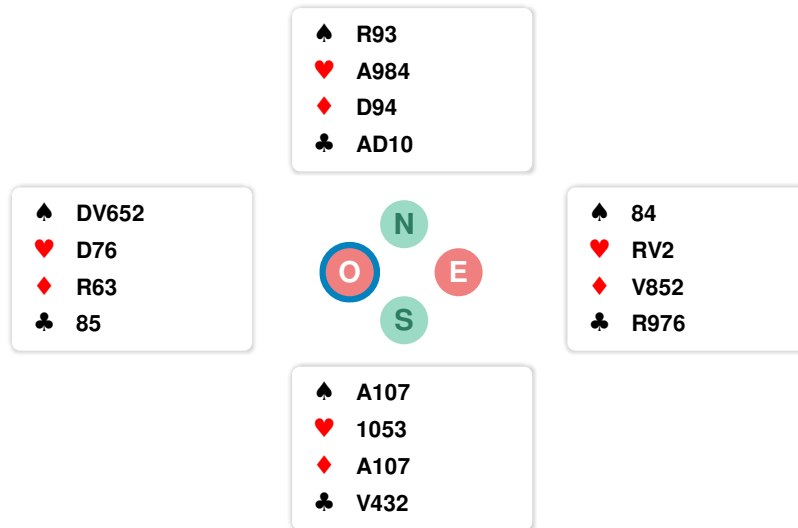 ♠ R93
♥ A984
♦ D94
♣ AD10
♠ DV652
♥ D76
♦ R63
♣ 85
N
O E
S
♠ 84
♥ RV2
♦ V852
♣ R976
♠ A107
♥ 1053
♦ A107
♣ V432